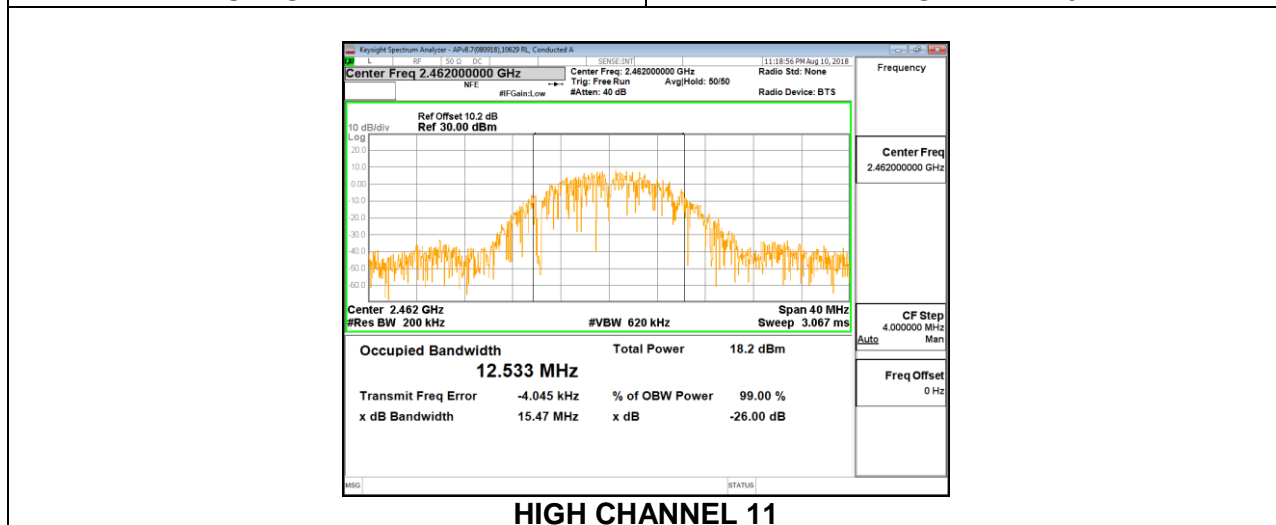 Keysight Spectrum Analyzer - APv8.7(080918),10629 RL, Conducted A
L RF 50 Ω DC SENSE:INT 11:18:56 PM Aug 10, 2018
Center Freq 2.462000000 GHz
NFE
#IFGain:Low
Center Freq: 2.462000000 GHz
Trig: Free Run Avg|Hold: 50/50
#Atten: 40 dB
Radio Std: None
Radio Device: BTS
Frequency
Ref Offset 10.2 dB
10 dB/div Ref 30.00 dBm
Log
20.0
10.0
0.00
-10.0
-20.0
-30.0
-40.0
-50.0
-60.0
Center 2.462 GHz Span 40 MHz
#Res BW 200 kHz #VBW 620 kHz Sweep 3.067 ms
Center Freq
2.462000000 GHz
CF Step
4.000000 MHz
Auto Man
Freq Offset
0 Hz
Occupied Bandwidth Total Power 18.2 dBm
12.533 MHz
Transmit Freq Error -4.045 kHz % of OBW Power 99.00 %
x dB Bandwidth 15.47 MHz x dB -26.00 dB
MSG STATUS
HIGH CHANNEL 11